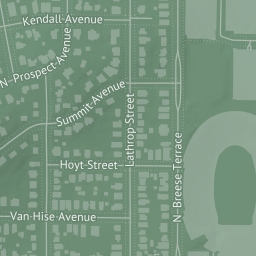 Kendall Avenue
N Prospect Avenue
Summit Avenue
Lathrop Street
N Breese Terrace
Hoyt Street
Van Hise Avenue